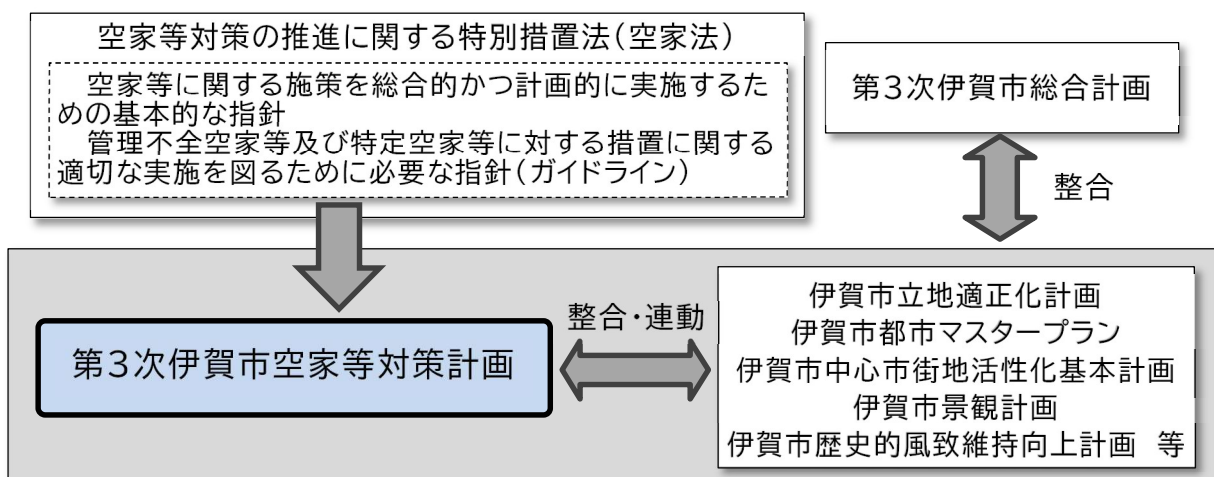 空家等対策の推進に関する特別措置法(空家法)
空家等に関する施策を総合的かつ計画的に実施するた
めの基本的な指針
管理不全空家等及び特定空家等に対する措置に関する
適切な実施を図るために必要な指針(ガイドライン)
第3次伊賀市総合計画
整合
第3次伊賀市空家等対策計画
整合・連動
伊賀市立地適正化計画
伊賀市都市マスタープラン
伊賀市中心市街地活性化基本計画
伊賀市景観計画
伊賀市歴史的風致維持向上計画 等